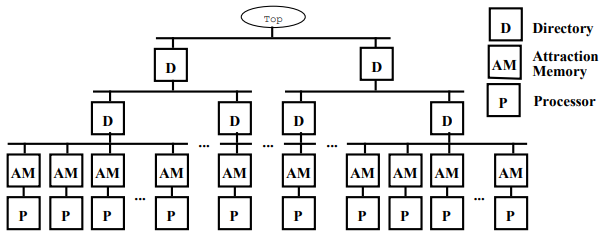 Top
D Directory
D D
AM Attraction
Memory
P Processor
D D D D
... ... ...
AM AM AM AM AM AM AM AM AM AM
... ...
P P P P P P P P P P